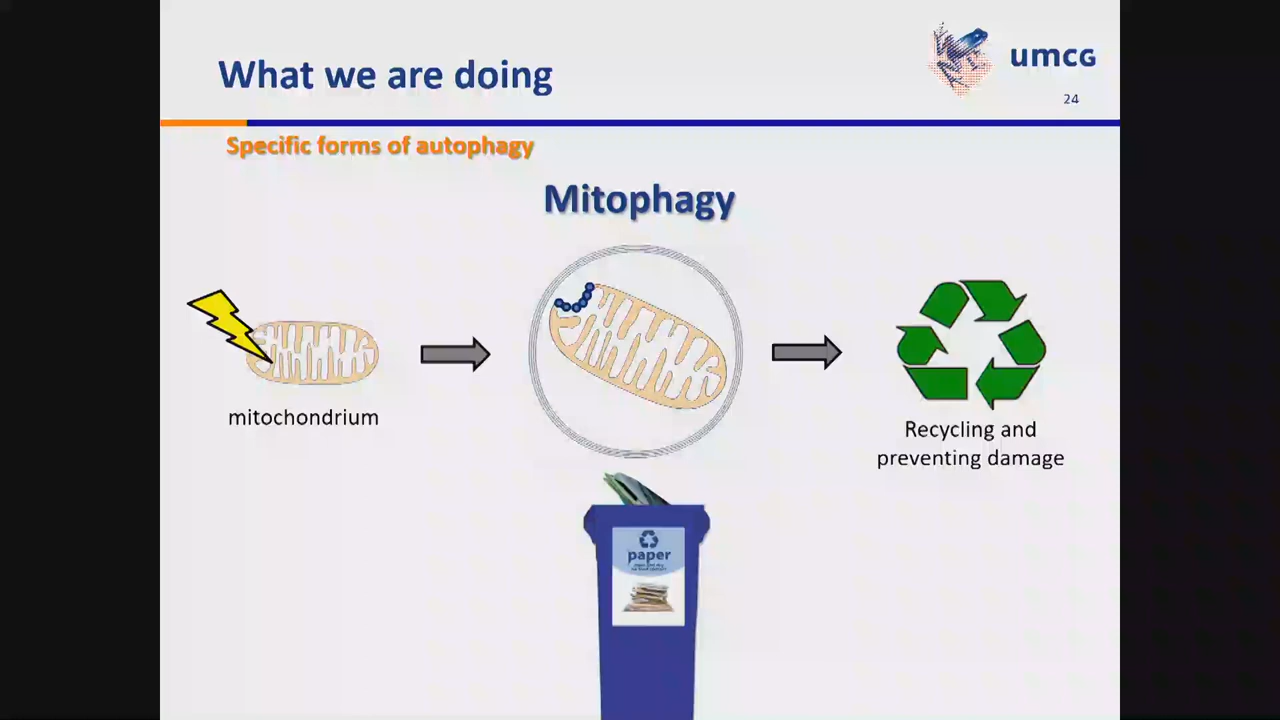 What we are doing
umcg
24
Specific forms of autophagy
Mitophagy
mitochondrium
Recycling and
preventing damage
paper